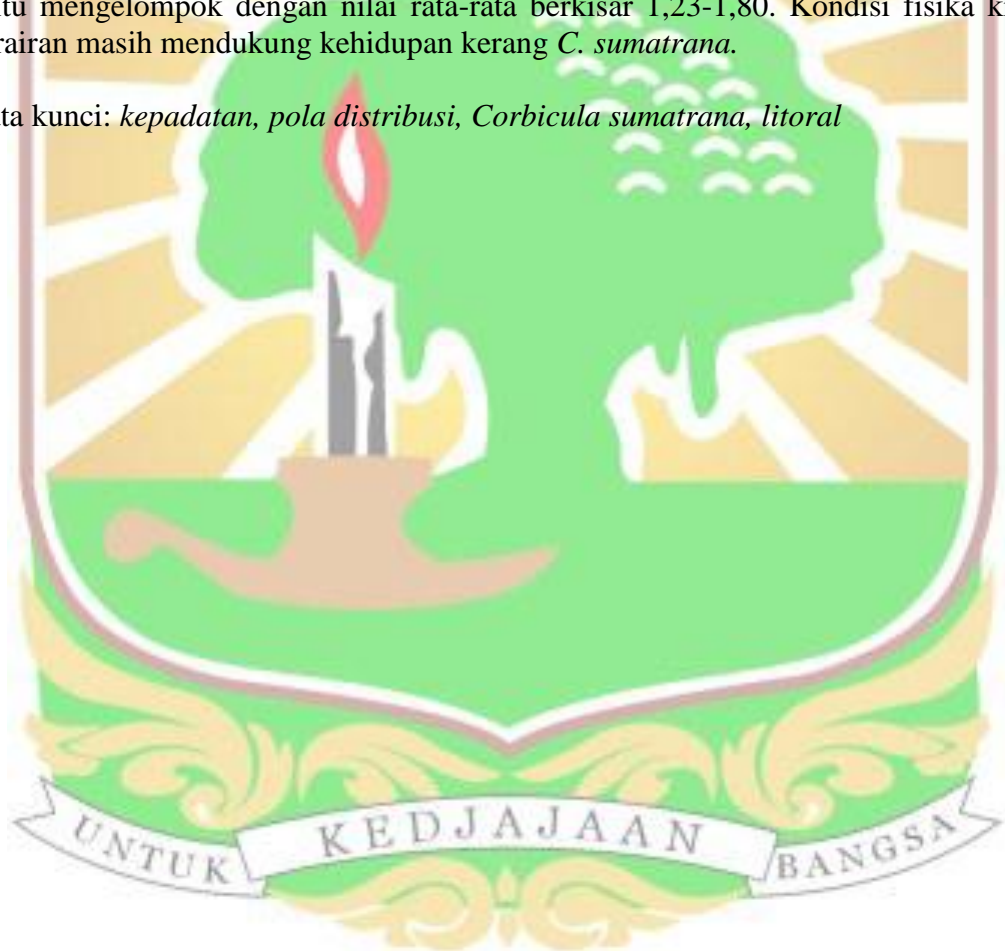 tu mengelompok dengan nilai rata-rata berkisar 1,23-1,80. Kondisi fisika k
rairan masih mendukung kehidupan kerang C. sumatrana.
ta kunci: kepadatan, pola distribusi, Corbicula sumatrana, litoral
UNTUK KEDJAJAAN BANGSA